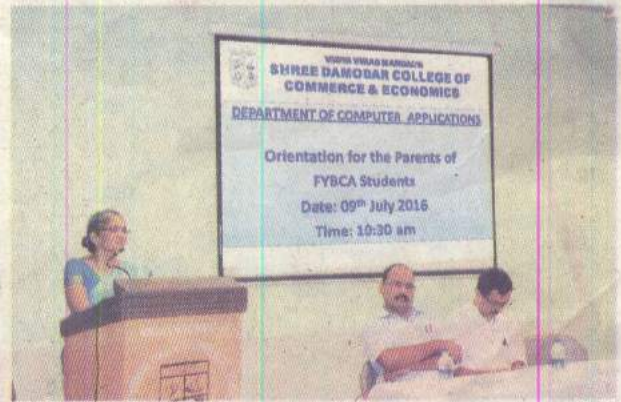 VIDYA VIKAS MANDAL'S
SHREE DAMODAR COLLEGE OF
COMMERCE & ECONOMICS
DEPARTMENT OF COMPUTER APPLICATIONS
Orientation for the Parents of
FYBCA Students
Date: 09th July 2016
Time: 10:30 am